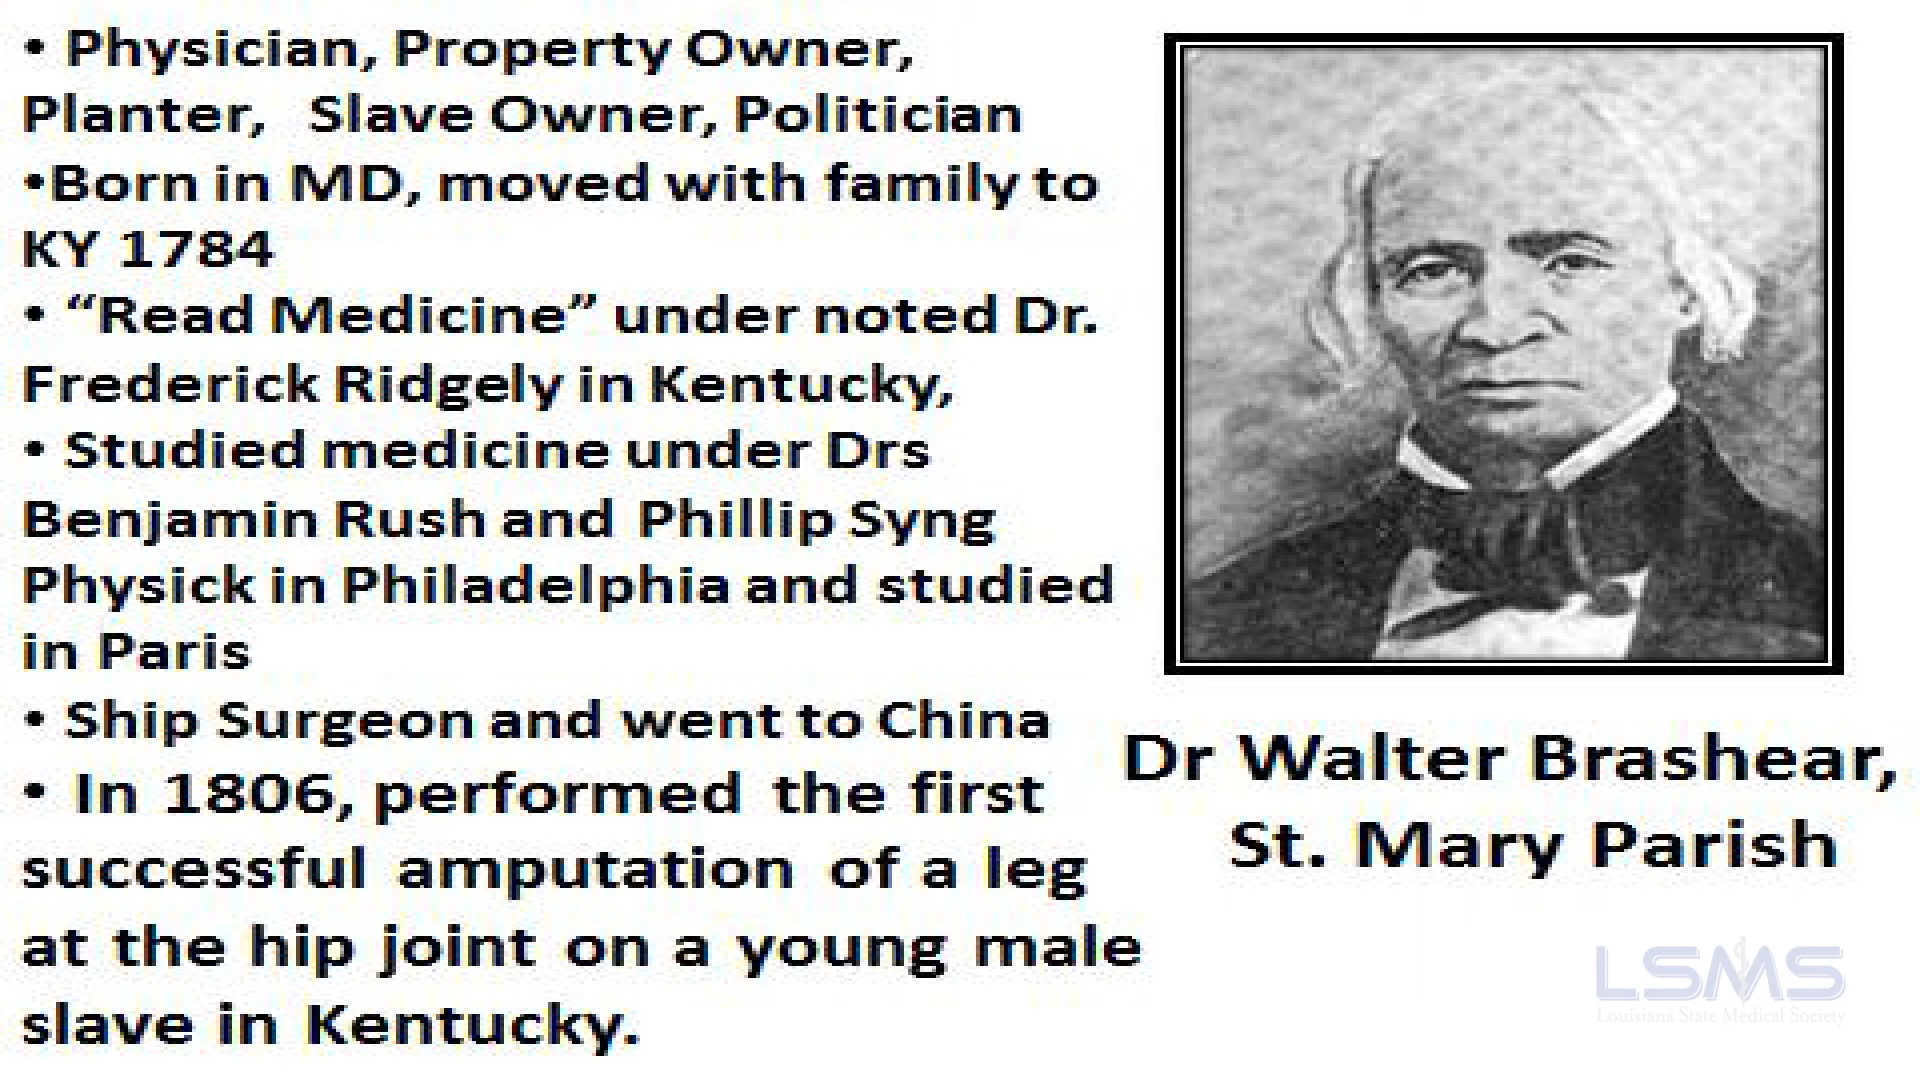 • Physician, Property Owner,
Planter, Slave Owner, Politician
•Born in MD, moved with family to
KY 1784
• “Read Medicine” under noted Dr.
Frederick Ridgely in Kentucky,
• Studied medicine under Drs
Benjamin Rush and Phillip Syng
Physick in Philadelphia and studied
in Paris
• Ship Surgeon and went to China
• In 1806, performed the first
successful amputation of a leg
at the hip joint on a young male
slave in Kentucky.
Dr Walter Brashear,
St. Mary Parish
LSMS
Louisiana State Medical Society